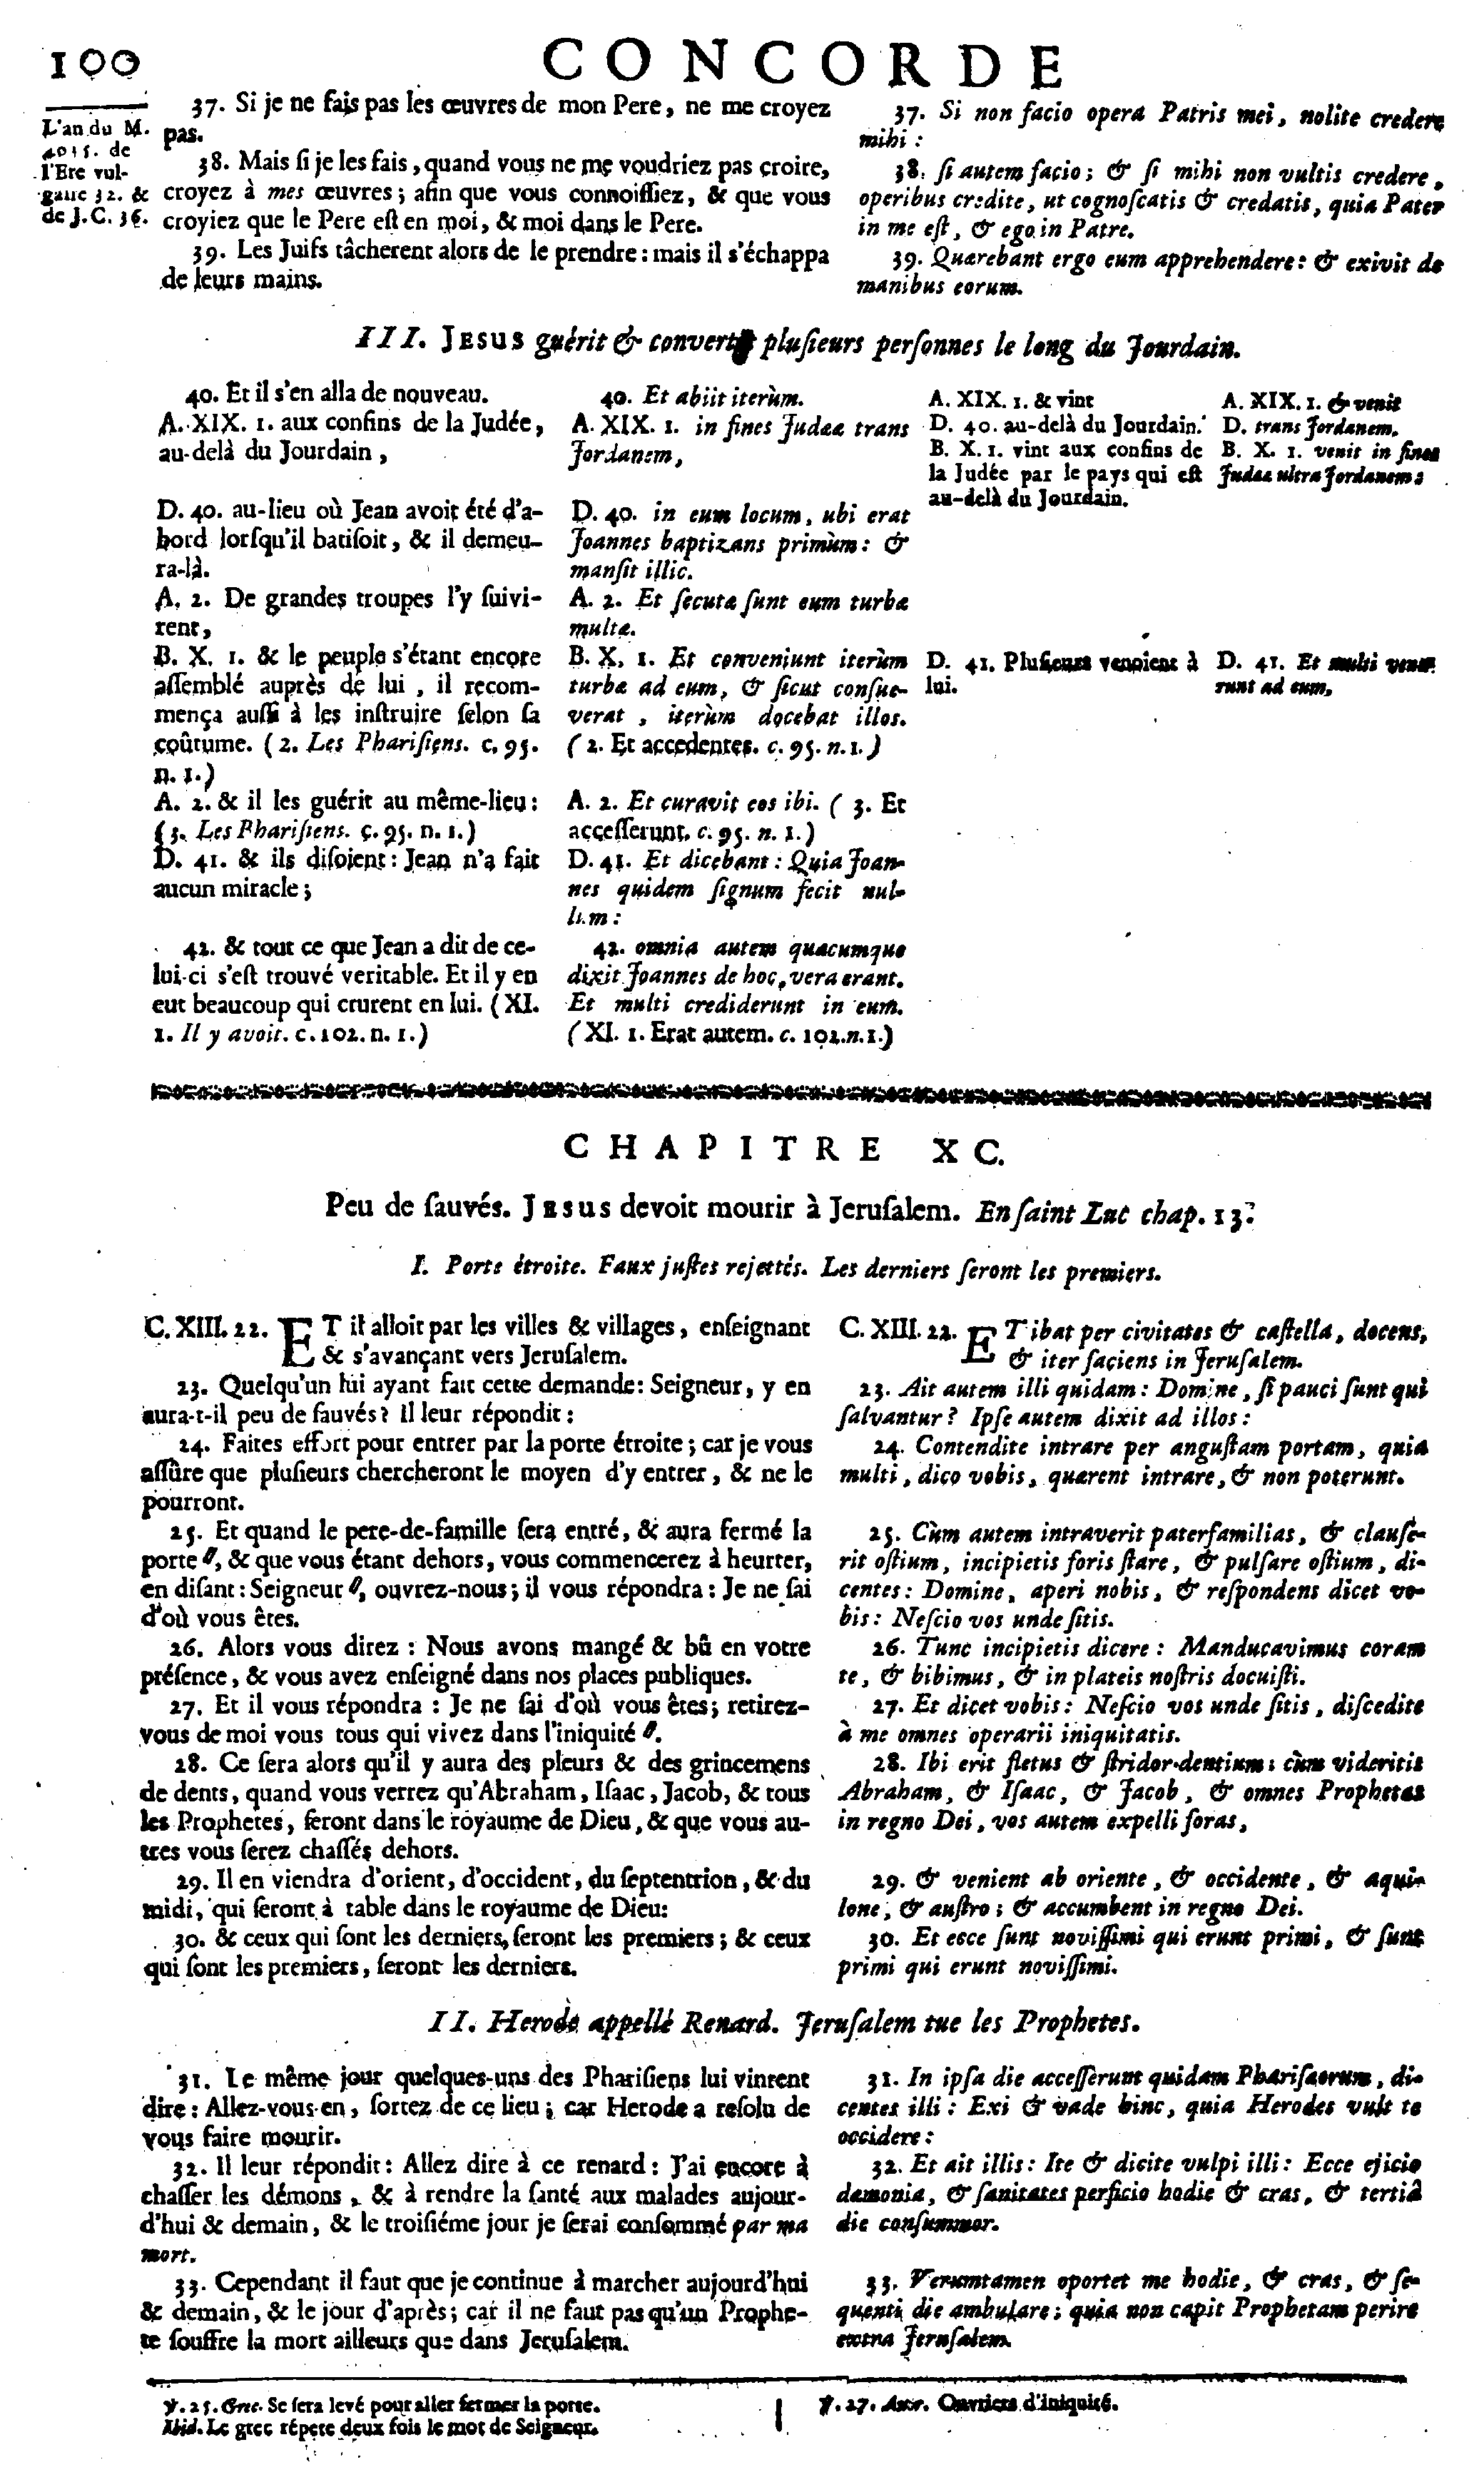 100
CONCORDE
L'an du M.
4035. de
l'Ere vul-
gaire 32. &
de J.C. 36.
37. Si je ne fais pas les œuvres de mon Pere, ne me croyez
pas.
38. Mais ſi je les fais, quand vous ne me voudriez pas croire,
croyez à mes œuvres; afin que vous connoiſſiez, & que vous
croyiez que le Pere eſt en moi, & moi dans le Pere.
39. Les Juifs tâcherent alors de le prendre: mais il s'échappa
de leurs mains.
37. Si non facio opera Patris mei, nolite credere
mihi:
38. ſi autem facio; & ſi mihi non vultis credere,
operibus credite, ut cognoſcatis & credatis, quia Pater
in me eſt, & ego in Patre.
39. Quærebant ergo eum apprehendere: & exivit de
manibus eorum.
III. JESUS guérit & convertit pluſieurs perſonnes le long du Jourdain.
40. Et il s'en alla de nouveau.
A. XIX. 1. aux confins de la Judée,
au-delà du Jourdain,
D. 40. au-lieu où Jean avoit été d'a-
bord lorſqu'il batiſoit, & il demeu-
ra-là.
A. 2. De grandes troupes l'y ſuivi-
rent,
B. X. 1. & le peuple s'étant encore
aſſemblé auprès de lui, il recom-
mença auſſi à les inſtruire ſelon ſa
coûtume. (2. Les Phariſiens. c. 95.
n. 1.)
A. 2. & il les guérit au même-lieu:
(3. Les Phariſiens. c. 95. n. 1.)
D. 41. & ils diſoient: Jean n'a fait
aucun miracle;
42. & tout ce que Jean a dit de ce-
lui-ci s'eſt trouvé veritable. Et il y en
eut beaucoup qui crurent en lui. (XI.
1. Il y avoit. c. 102. n. 1.)
40. Et abiit iterùm.
A. XIX. 1. in fines Judææ trans
Jordanem,
D. 40. in eum locum, ubi erat
Joannes baptizans primùm: &
manſit illic.
A. 2. Et ſecutæ ſunt eum turbæ
multæ.
B. X. 1. Et conveniunt iterùm
turbæ ad eum, & ſicut conſue-
verat, iterùm docebat illos.
(2. Et accedentes. c. 95. n. 1.)
A. 2. Et curavit eos ibi. (3. Et
acceſſerunt. c. 95. n. 1.)
D. 41. Et dicebant: Quia Joan-
nes quidem ſignum fecit nul-
lum:
42. omnia autem quæcumque
dixit Joannes de hoc, vera erant.
Et multi crediderunt in eum.
(XI. 1. Erat autem. c. 102. n. 1.)
A. XIX. 1. & vint
D. 40. au-delà du Jourdain.
B. X. 1. vint aux confins de
la Judée par le pays qui eſt
au-delà du Jourdain.
D. 41. Pluſieurs venoient à
lui.
A. XIX. 1. & venit
D. trans Jordanem.
B. X. 1. venit in fines
Judææ ultra Jordanem:
D. 41. Et multi vene-
runt ad eum,
CHAPITRE XC.
Peu de ſauvés. JESUS devoit mourir à Jeruſalem. En ſaint Luc chap. 13.
I. Porte étroite. Faux juſtes rejettés. Les derniers ſeront les premiers.
C. XIII. 22. ET il alloit par les villes & villages, enſeignant
& s'avançant vers Jeruſalem.
23. Quelqu'un lui ayant fait cette demande: Seigneur, y en
aura-t-il peu de ſauvés? il leur répondit:
24. Faites effort pour entrer par la porte étroite; car je vous
aſſûre que pluſieurs chercheront le moyen d'y entrer, & ne le
pourront.
25. Et quand le pere-de-famille ſera entré, & aura fermé la
porte ⸗, & que vous étant dehors, vous commencerez à heurter,
en diſant: Seigneur ⸗, ouvrez-nous; il vous répondra: Je ne ſai
d'où vous êtes.
26. Alors vous direz: Nous avons mangé & bû en votre
préſence, & vous avez enſeigné dans nos places publiques.
27. Et il vous répondra: Je ne ſai d'où vous êtes; retirez-
vous de moi vous tous qui vivez dans l'iniquité ⸗.
28. Ce ſera alors qu'il y aura des pleurs & des grincemens
de dents, quand vous verrez qu'Abraham, Iſaac, Jacob, & tous
les Prophetes, ſeront dans le royaume de Dieu, & que vous au-
tres vous ſerez chaſſés dehors.
29. Il en viendra d'orient, d'occident, du ſeptentrion, & du
midi, qui ſeront à table dans le royaume de Dieu:
30. & ceux qui ſont les derniers, ſeront les premiers; & ceux
qui ſont les premiers, ſeront les derniers.
C. XIII. 22. ET ibat per civitates & caſtella, docens,
& iter faciens in Jeruſalem.
23. Ait autem illi quidam: Domine, ſi pauci ſunt qui
ſalvantur? Ipſe autem dixit ad illos:
24. Contendite intrare per anguſtam portam, quia
multi, dico vobis, quærent intrare, & non poterunt.
25. Cùm autem intraverit paterfamilias, & clauſe-
rit oſtium, incipietis foris ſtare, & pulſare oſtium, di-
centes: Domine, aperi nobis, & reſpondens dicet vo-
bis: Neſcio vos unde ſitis.
26. Tunc incipietis dicere: Manducavimus coram
te, & bibimus, & in plateis noſtris docuiſti.
27. Et dicet vobis: Neſcio vos unde ſitis, diſcedite
à me omnes operarii iniquitatis.
28. Ibi erit fletus & ſtridor dentium: cùm videritis
Abraham, & Iſaac, & Jacob, & omnes Prophetas
in regno Dei, vos autem expelli foras,
29. & venient ab oriente, & occidente, & aqui-
lone, & auſtro; & accumbent in regno Dei.
30. Et ecce ſunt noviſſimi qui erunt primi, & ſunt
primi qui erunt noviſſimi.
II. Herode appellé Renard. Jeruſalem tue les Prophetes.
31. Le même jour quelques-uns des Phariſiens lui vinrent
dire: Allez-vous-en, ſortez de ce lieu; car Herode a reſolu de
vous faire mourir.
32. Il leur répondit: Allez dire à ce renard: J'ai encore à
chaſſer les démons, & à rendre la ſanté aux malades aujour-
d'hui & demain, & le troiſiéme jour je ſerai conſommé par ma
mort.
33. Cependant il faut que je continue à marcher aujourd'hui
& demain, & le jour d'après; car il ne faut pas qu'un Prophe-
te ſouffre la mort ailleurs que dans Jeruſalem.
31. In ipſa die acceſſerunt quidam Phariſæorum, di-
centes illi: Exi & vade hinc, quia Herodes vult te
occidere:
32. Et ait illis: Ite & dicite vulpi illi: Ecce ejicio
dæmonia, & ſanitates perficio hodie & cras, & tertiâ
die conſummor.
33. Verumtamen oportet me hodie, & cras, & ſe-
quenti die ambulare; quia non capit Prophetam perire
extra Jeruſalem.
℣. 25. Grec. Se ſera levé pour aller fermer la porte.
Ibid. Le grec répete deux fois le mot de Seigneur.
℣. 27. Autr. Ouvriers d'iniquité.